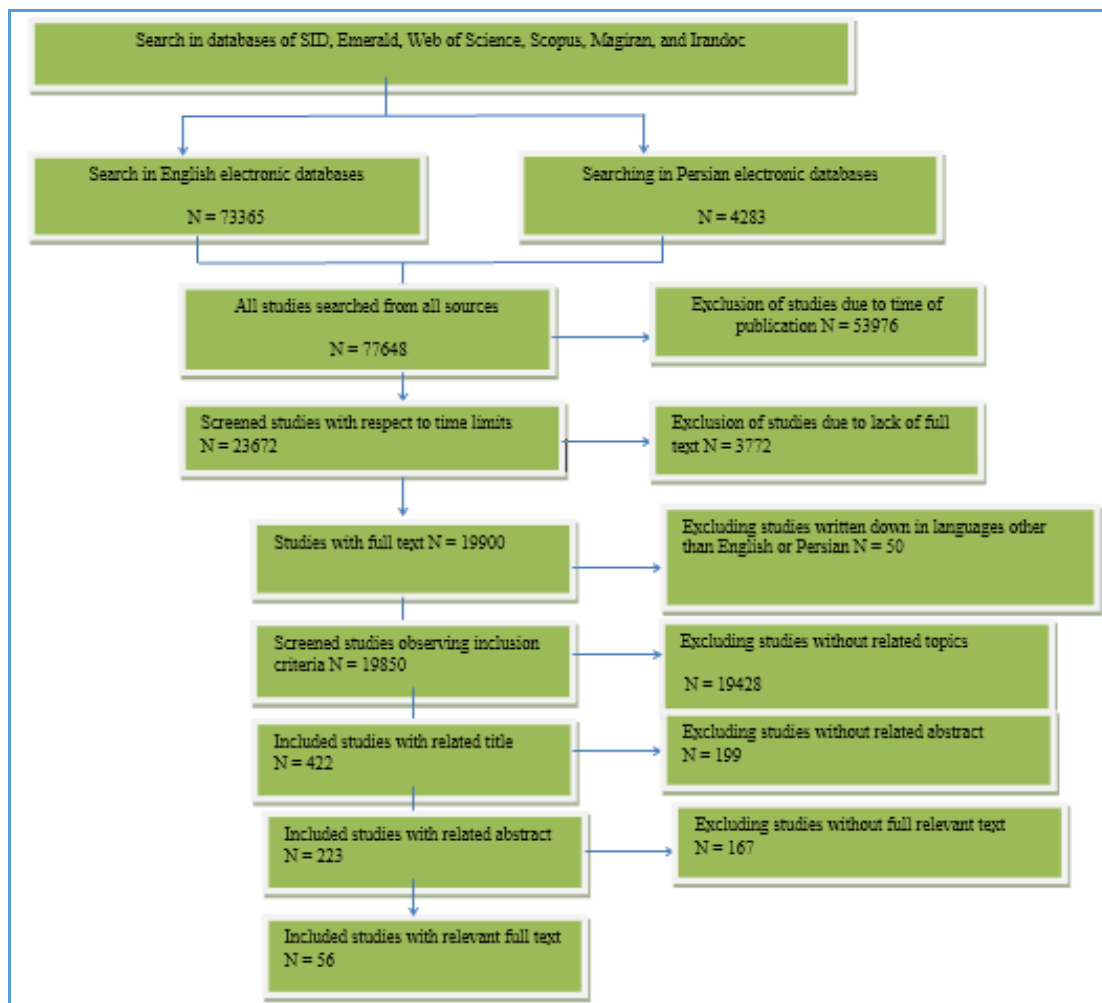 Search in databases of SID, Emerald, Web of Science, Scopus, Magiran, and Irandoc
Search in English electronic databases
N = 73365
Searching in Persian electronic databases
N = 4283
All studies searched from all sources
N = 77648
Exclusion of studies due to time of
publication N = 53976
Screened studies with respect to time limits
N = 23672
Exclusion of studies due to lack of full
text N = 3772
Studies with full text N = 19900
Excluding studies written down in languages other
than English or Persian N = 50
Screened studies observing inclusion
criteria N = 19850
Excluding studies without related topics
N = 19428
Included studies with related title
N = 422
Excluding studies without related abstract
N = 199
Included studies with related abstract
N = 223
Excluding studies without full relevant text
N = 167
Included studies with relevant full text
N = 56